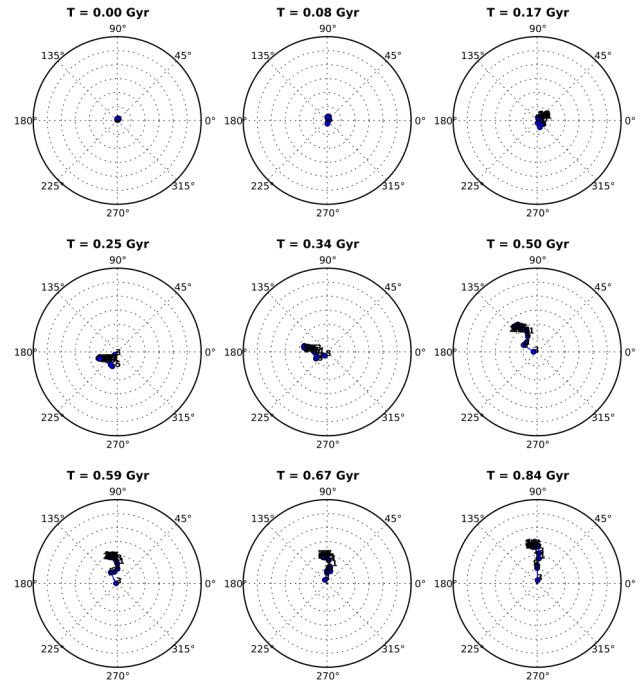 T = 0.00 Gyr T = 0.08 Gyr T = 0.17 Gyr
90° 90° 90°
135° 45° 135° 45° 135° 45°
180° 0° 180° 0° 180° 0°
225° 315° 225° 315° 225° 315°
270° 270° 270°
T = 0.25 Gyr T = 0.34 Gyr T = 0.50 Gyr
90° 90° 90°
135° 45° 135° 45° 135° 45°
180° 0° 180° 0° 180° 0°
225° 315° 225° 315° 225° 315°
270° 270° 270°
T = 0.59 Gyr T = 0.67 Gyr T = 0.84 Gyr
90° 90° 90°
135° 45° 135° 45° 135° 45°
180° 0° 180° 0° 180° 0°
225° 315° 225° 315° 225° 315°
270° 270° 270°